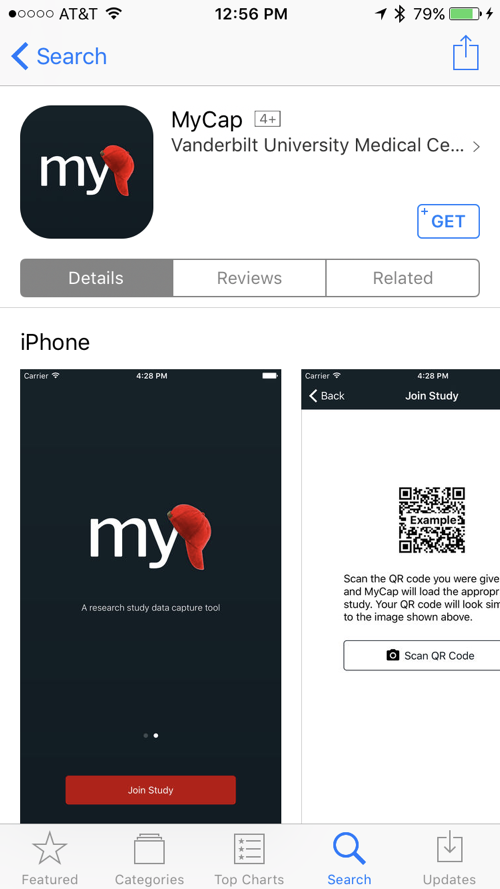 AT&T 12:56 PM 79%
Search
my
MyCap 4+
Vanderbilt University Medical Ce...
+ GET
Details Reviews Related
iPhone
Carrier 4:28 PM
my
A research study data capture tool
Join Study
Carrier 4:28 PM
Back Join Study
Example
Scan the QR code you were give
and MyCap will load the appropr
study. Your QR code will look sim
to the image shown above.
Scan QR Code
Featured Categories Top Charts Search Updates